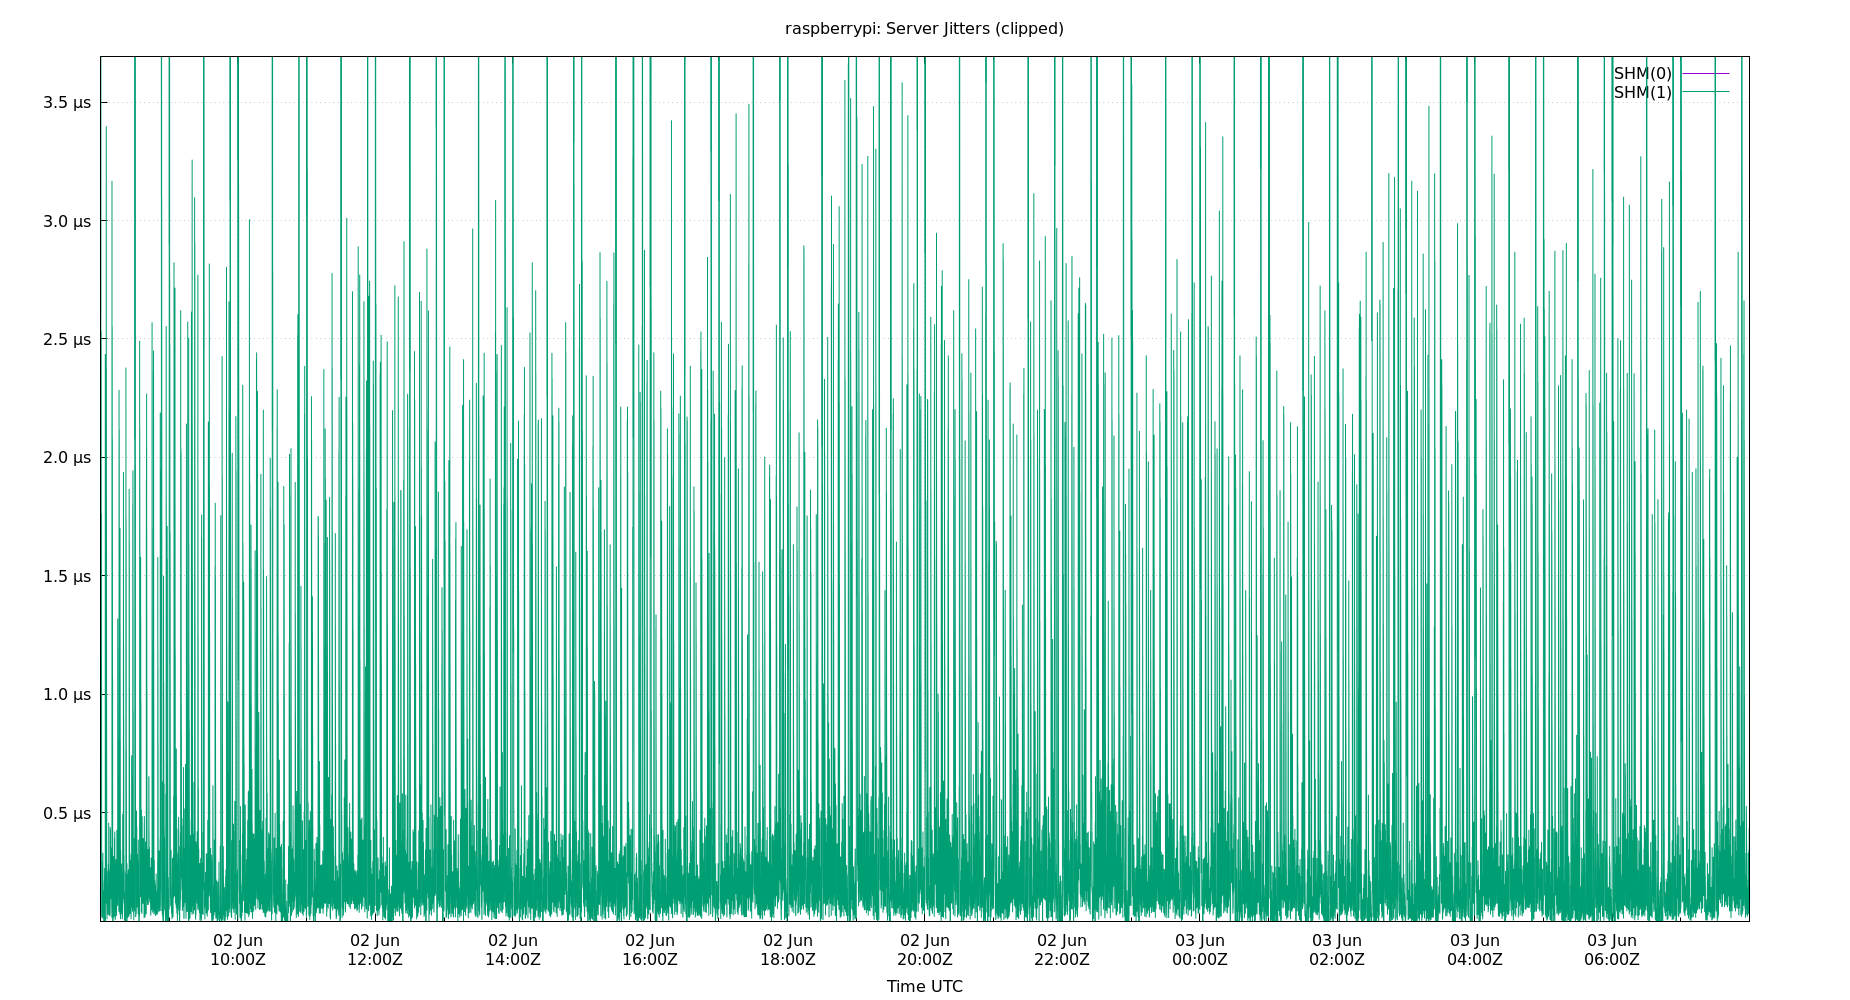 raspberrypi: Server Jitters (clipped)
SHM(0)
SHM(1)
3.5 µs
3.0 µs
2.5 µs
2.0 µs
1.5 µs
1.0 µs
0.5 µs
02 Jun 02 Jun 02 Jun 02 Jun 02 Jun 02 Jun 02 Jun 03 Jun 03 Jun 03 Jun 03 Jun
10:00Z 12:00Z 14:00Z 16:00Z 18:00Z 20:00Z 22:00Z 00:00Z 02:00Z 04:00Z 06:00Z
Time UTC